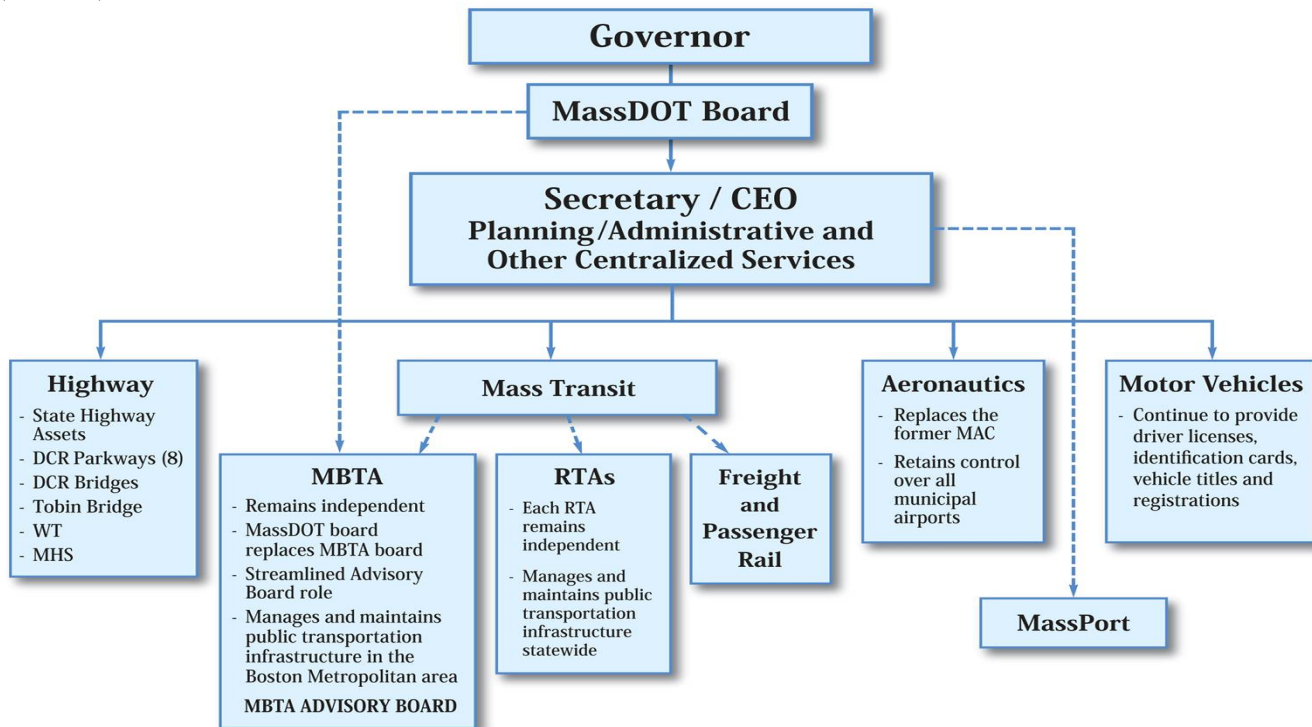 Governor
MassDOT Board
Secretary / CEO
Planning/Administrative and
Other Centralized Services
Highway
- State Highway
Assets
- DCR Parkways (8)
- DCR Bridges
- Tobin Bridge
- WT
- MHS
Mass Transit
MBTA
- Remains independent
- MassDOT board
replaces MBTA board
- Streamlined Advisory
Board role
- Manages and maintains
public transportation
infrastructure in the
Boston Metropolitan area
MBTA ADVISORY BOARD
RTAs
- Each RTA
remains
independent
- Manages and
maintains public
transportation
infrastructure
statewide
Freight
and
Passenger
Rail
Aeronautics
- Replaces the
former MAC
- Retains control
over all
municipal
airports
Motor Vehicles
- Continue to provide
driver licenses,
identification cards,
vehicle titles and
registrations
MassPort